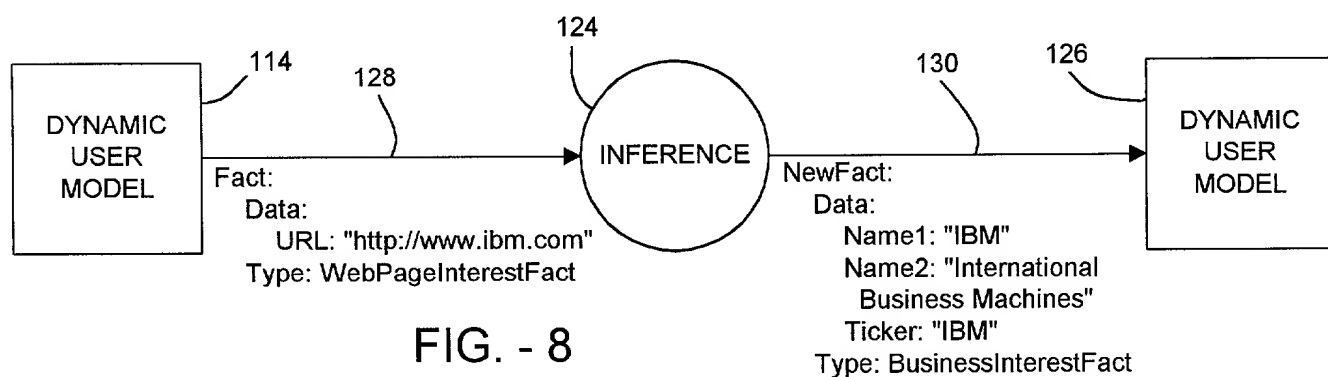 124
114
128
130
126
DYNAMIC
USER
MODEL
INFERENCE
DYNAMIC
USER
MODEL
Fact:
Data:
URL: "http://www.ibm.com"
Type: WebPageInterestFact
NewFact:
Data:
Name1: "IBM"
Name2: "International
Business Machines"
Ticker: "IBM"
Type: BusinessInterestFact
FIG. - 8